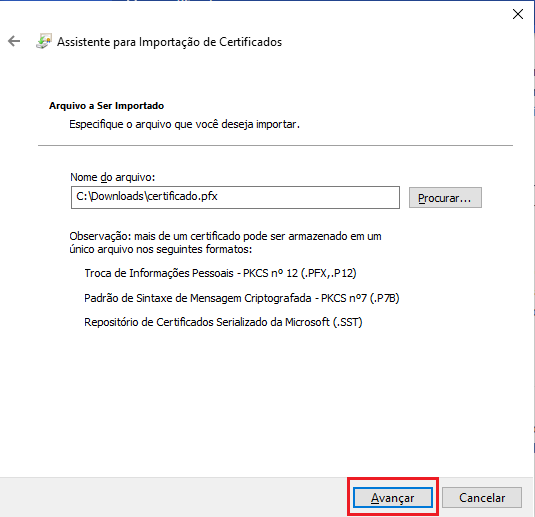 Assistente para Importação de Certificados
Arquivo a Ser Importado
Especifique o arquivo que você deseja importar.
Nome do arquivo:
C:\Downloads\certificado.pfx
Procurar...
Observação: mais de um certificado pode ser armazenado em um
único arquivo nos seguintes formatos:
Troca de Informações Pessoais - PKCS nº 12 (.PFX,.P12)
Padrão de Sintaxe de Mensagem Criptografada - PKCS nº7 (.P7B)
Repositório de Certificados Serializado da Microsoft (.SST)
Avançar
Cancelar